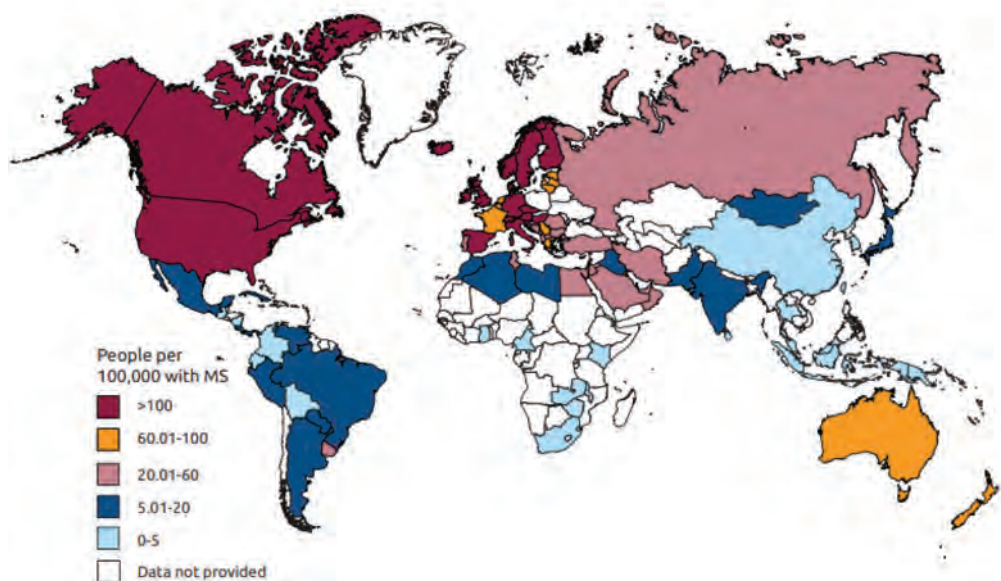 People per
100,000 with MS
>100
60.01-100
20.01-60
5.01-20
0-5
Data not provided